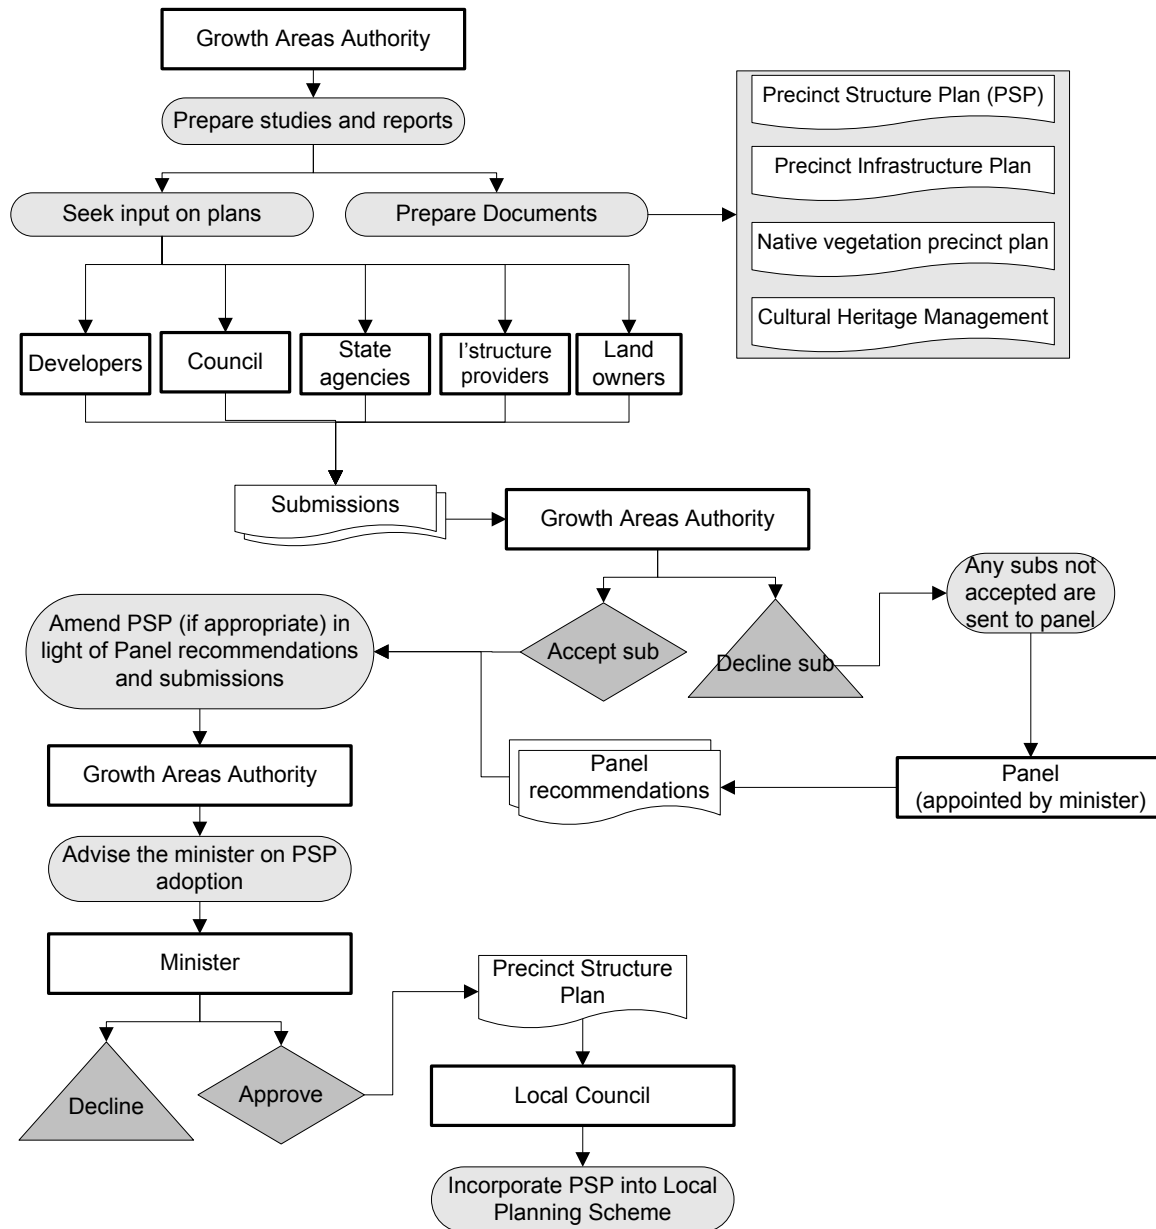 Growth Areas Authority
Prepare studies and reports
Precinct Structure Plan (PSP)
Precinct Infrastructure Plan
Native vegetation precinct plan
Cultural Heritage Management
Seek input on plans
Prepare Documents
Developers
Council
State
agencies
I'structure
providers
Land
owners
Submissions
Growth Areas Authority
Any subs not
accepted are
sent to panel
Accept sub
Decline sub
Amend PSP (if appropriate) in
light of Panel recommendations
and submissions
Panel
recommendations
Panel
(appointed by minister)
Growth Areas Authority
Advise the minister on PSP
adoption
Minister
Precinct Structure
Plan
Decline
Approve
Local Council
Incorporate PSP into Local
Planning Scheme